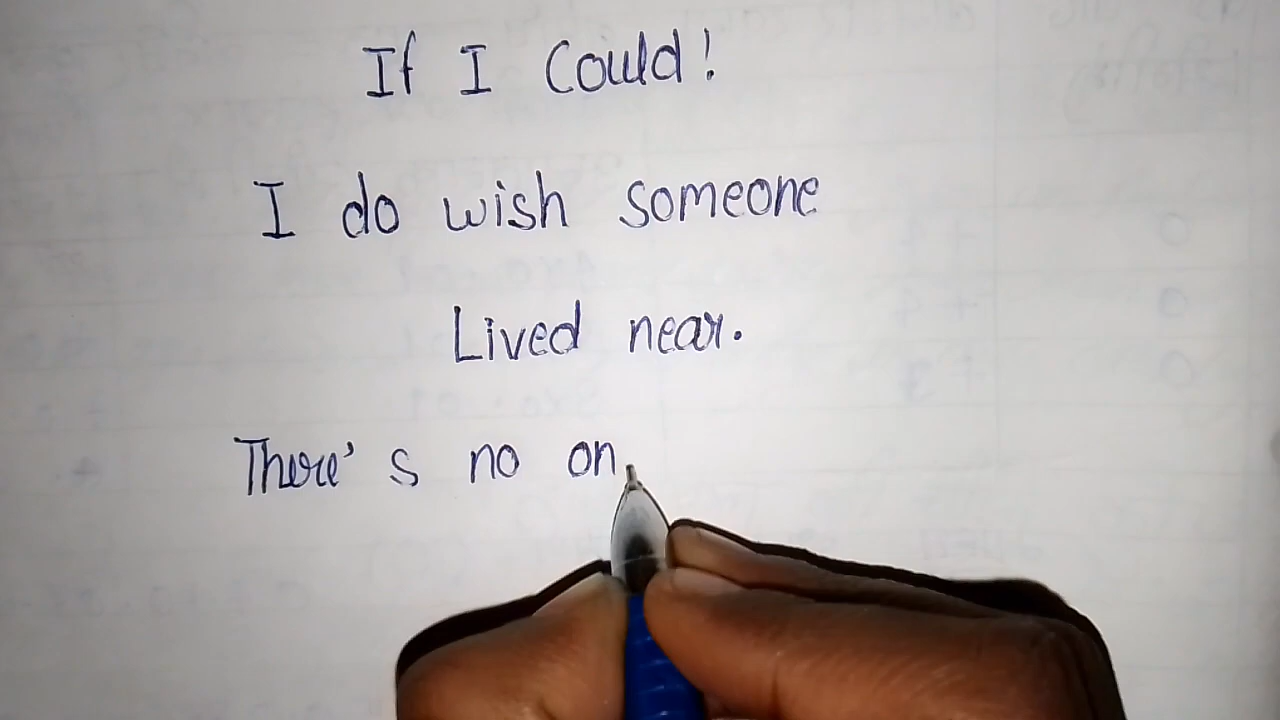 If I Could!
I do wish someone
Lived near.
There's no on